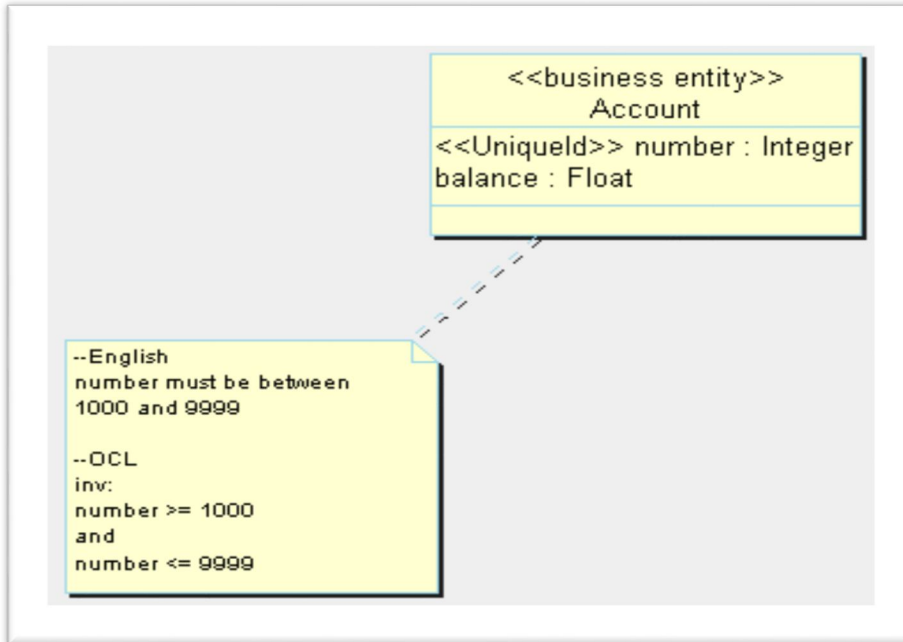 <<business entity>>
Account
<<UniqueId>> number : Integer
balance : Float
--English
number must be between
1000 and 9999
--OCL
inv:
number >= 1000
and
number <= 9999